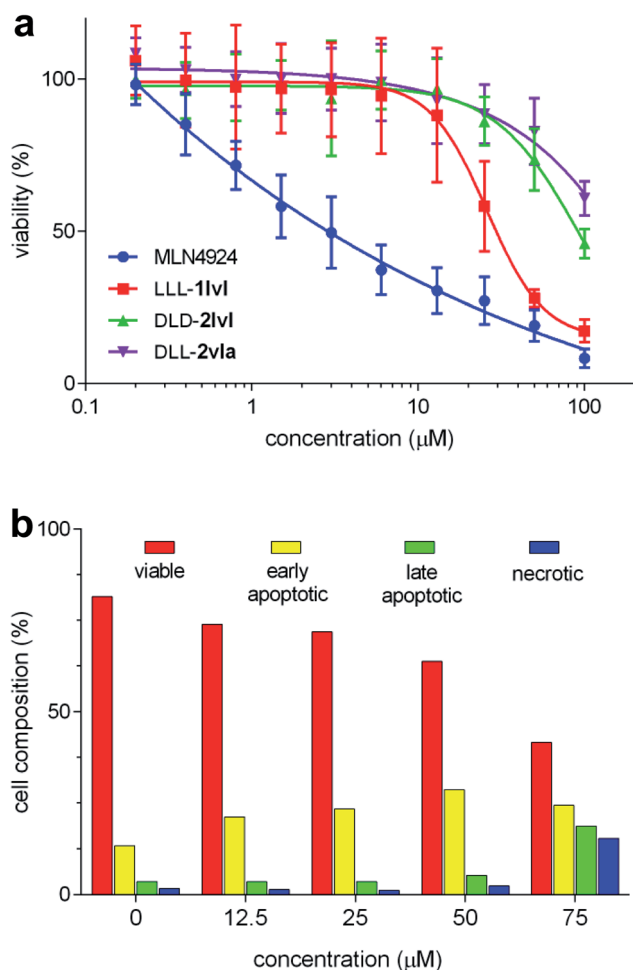 a
100
50
0
viability (%)
MLN4924
LLL-1lvl
DLD-2lvl
DLL-2vla
0.1 1 10 100
concentration (µM)
b
100
50
0
cell composition (%)
viable early apoptotic late apoptotic necrotic
0 12.5 25 50 75
concentration (µM)